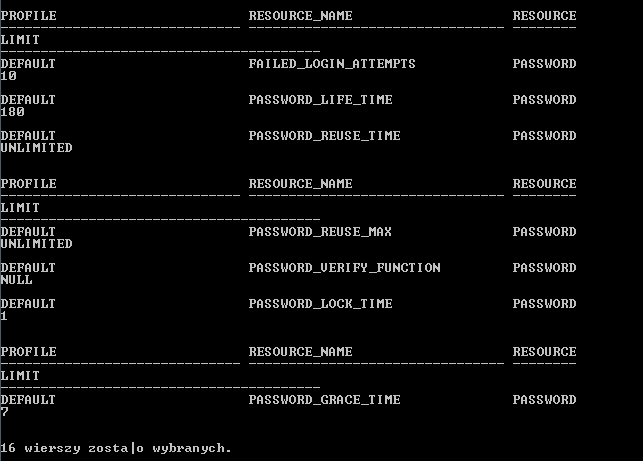 PROFILE RESOURCE_NAME RESOURCE
------------------------------ -------------------------------- --------
LIMIT
----------------------------------------
DEFAULT FAILED_LOGIN_ATTEMPTS PASSWORD
10
DEFAULT PASSWORD_LIFE_TIME PASSWORD
180
DEFAULT PASSWORD_REUSE_TIME PASSWORD
UNLIMITED
PROFILE RESOURCE_NAME RESOURCE
------------------------------ -------------------------------- --------
LIMIT
----------------------------------------
DEFAULT PASSWORD_REUSE_MAX PASSWORD
UNLIMITED
DEFAULT PASSWORD_VERIFY_FUNCTION PASSWORD
NULL
DEFAULT PASSWORD_LOCK_TIME PASSWORD
1
PROFILE RESOURCE_NAME RESOURCE
------------------------------ -------------------------------- --------
LIMIT
----------------------------------------
DEFAULT PASSWORD_GRACE_TIME PASSWORD
7
16 wierszy zosta|o wybranych.